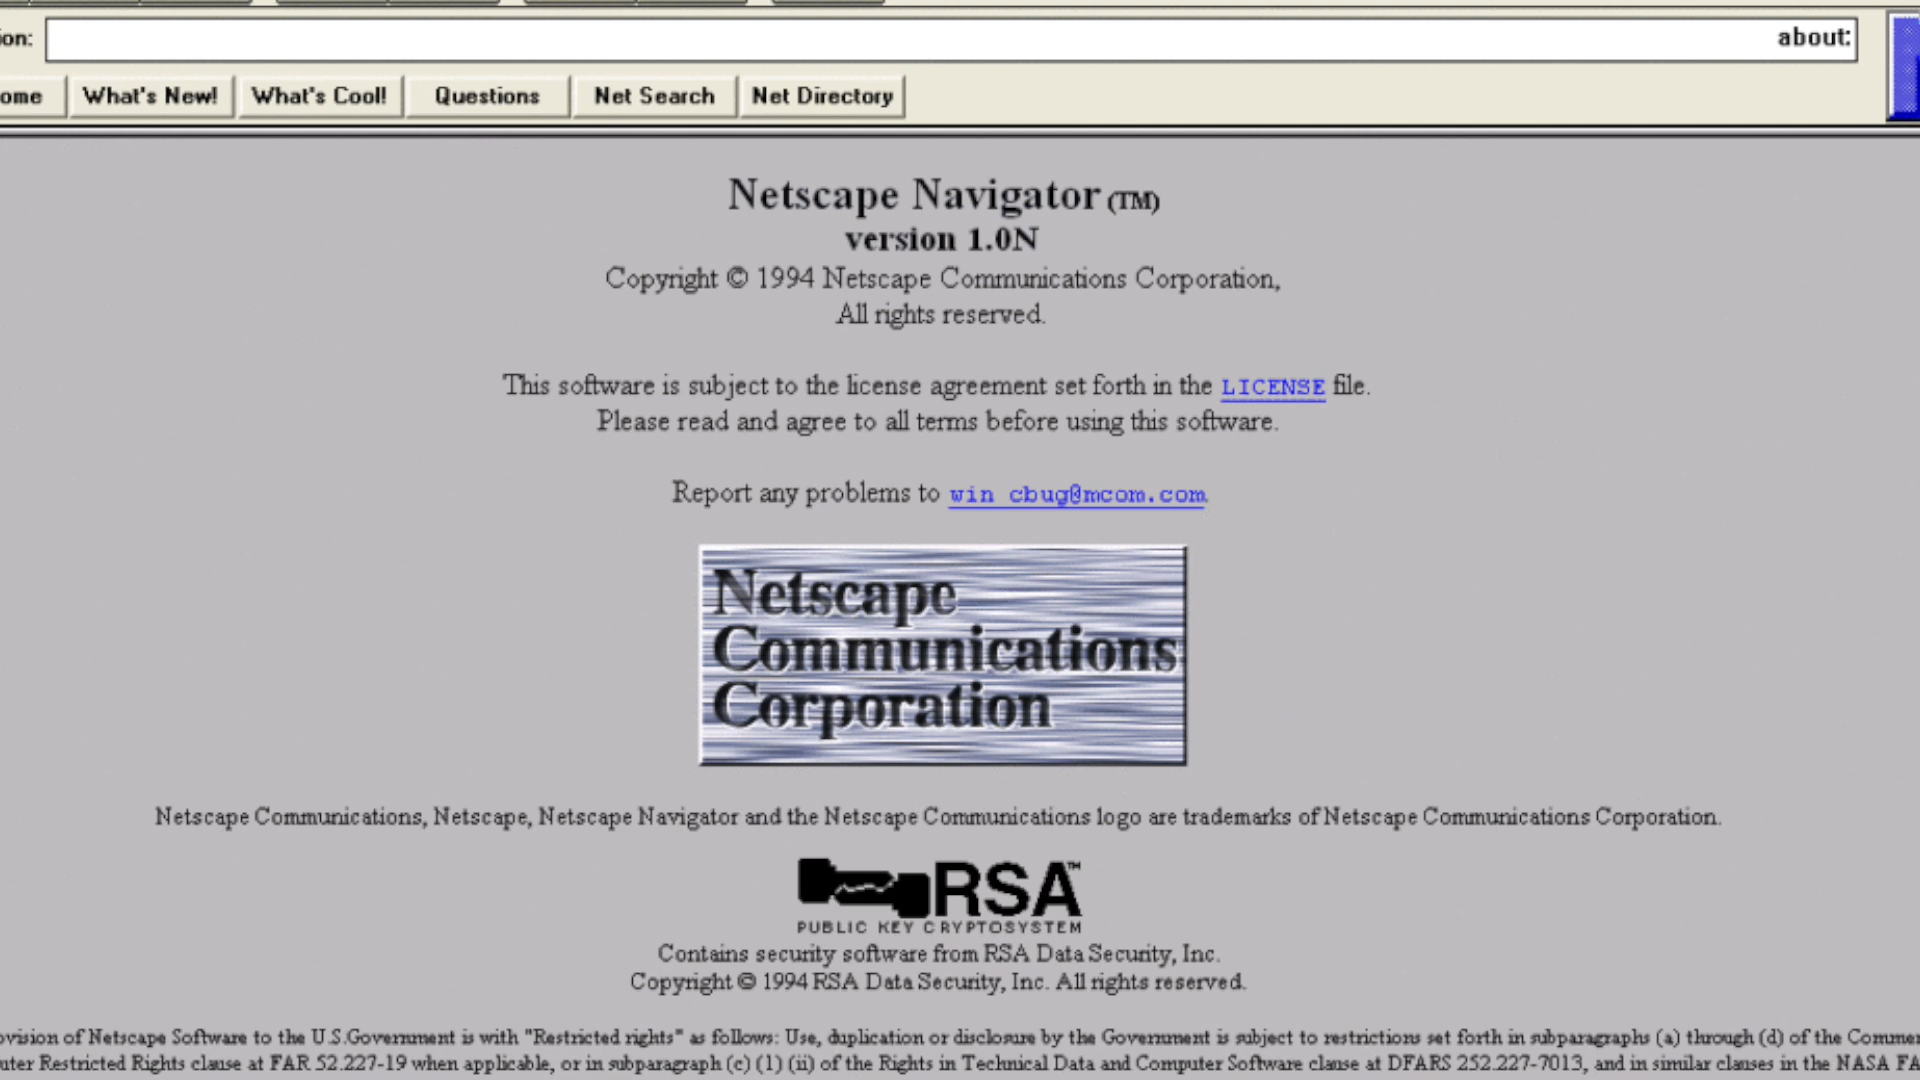 ion:
about:
ome
What's New!
What's Cool!
Questions
Net Search
Net Directory
Netscape Navigator (TM)
version 1.0N
Copyright © 1994 Netscape Communications Corporation,
All rights reserved.
This software is subject to the license agreement set forth in the LICENSE file.
Please read and agree to all terms before using this software.
Report any problems to win_cbug@mcom.com.
Netscape
Communications
Corporation
Netscape Communications, Netscape, Netscape Navigator and the Netscape Communications logo are trademarks of Netscape Communications Corporation.
RSA™
PUBLIC KEY CRYPTOSYSTEM
Contains security software from RSA Data Security, Inc.
Copyright © 1994 RSA Data Security, Inc. All rights reserved.
ovision of Netscape Software to the U.S.Government is with "Restricted rights" as follows: Use, duplication or disclosure by the Government is subject to restrictions set forth in subparagraphs (a) through (d) of the Commer
uter Restricted Rights clause at FAR 52.227-19 when applicable, or in subparagraph (c) (1) (ii) of the Rights in Technical Data and Computer Software clause at DFARS 252.227-7013, and in similar clauses in the NASA FA